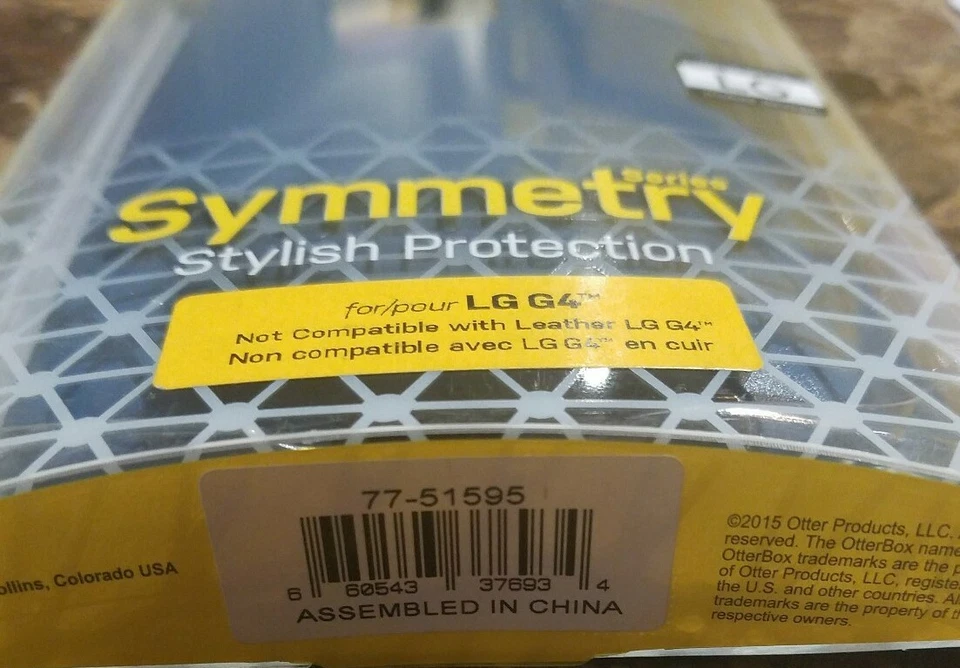 LG
Series
Symmetry
Stylish Protection
for/pour LG G4™
Not Compatible with Leather LG G4™
Non compatible avec LG G4™ en cuir
77-51595
6 60543 37693 4
ASSEMBLED IN CHINA
ollins, Colorado USA
©2015 Otter Products, LLC.
reserved. The OtterBox name
OtterBox trademarks are the p
of Otter Products, LLC, registe
the U.S. and other countries. Al
trademarks are the property of th
respective owners.